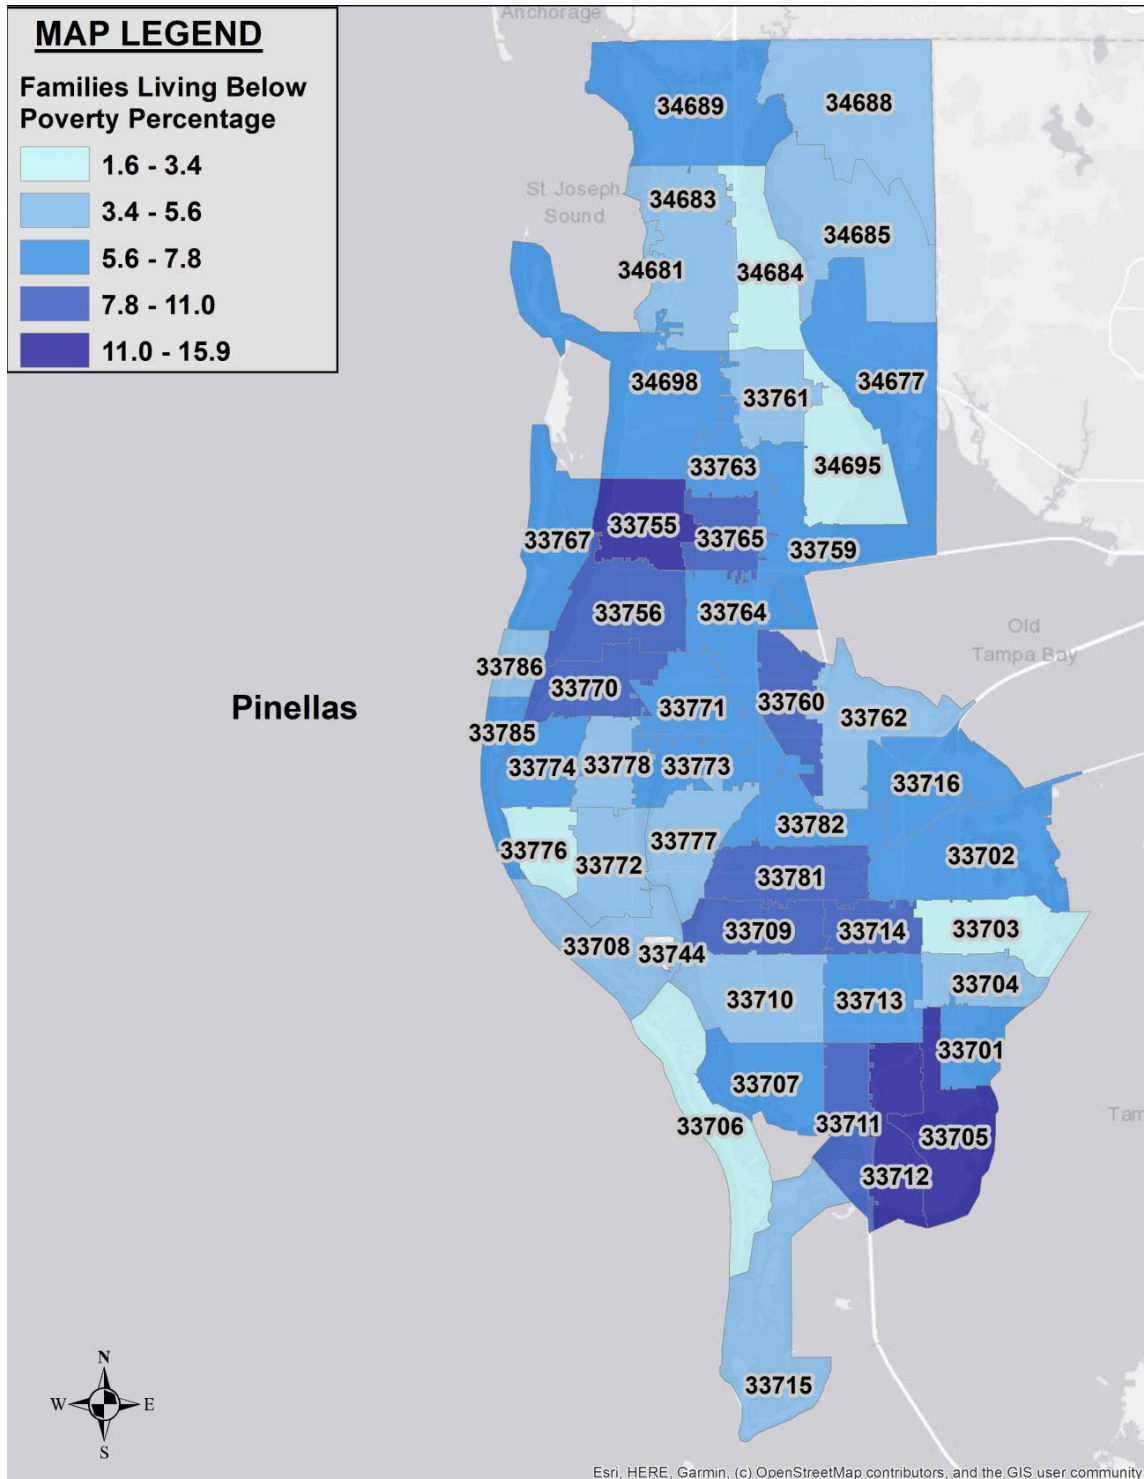 Anchorage
MAP LEGEND
Families Living Below
Poverty Percentage
1.6 - 3.4
3.4 - 5.6
5.6 - 7.8
7.8 - 11.0
11.0 - 15.9
34689
34688
St Joseph
Sound
34683
34685
34681
34684
34698
34677
33761
33763
34695
33755
33765
33767
33759
33756
33764
Old
Tampa Bay
33786
33770
33760
Pinellas
33771
33762
33785
33774
33778
33773
33716
33782
33776
33777
33702
33772
33781
33709
33714
33703
33708
33744
33704
33710
33713
33701
33707
33706
33711
33705
Tam
33712
33715
N
W
E
S
Esri, HERE, Garmin, (c) OpenStreetMap contributors, and the GIS user community